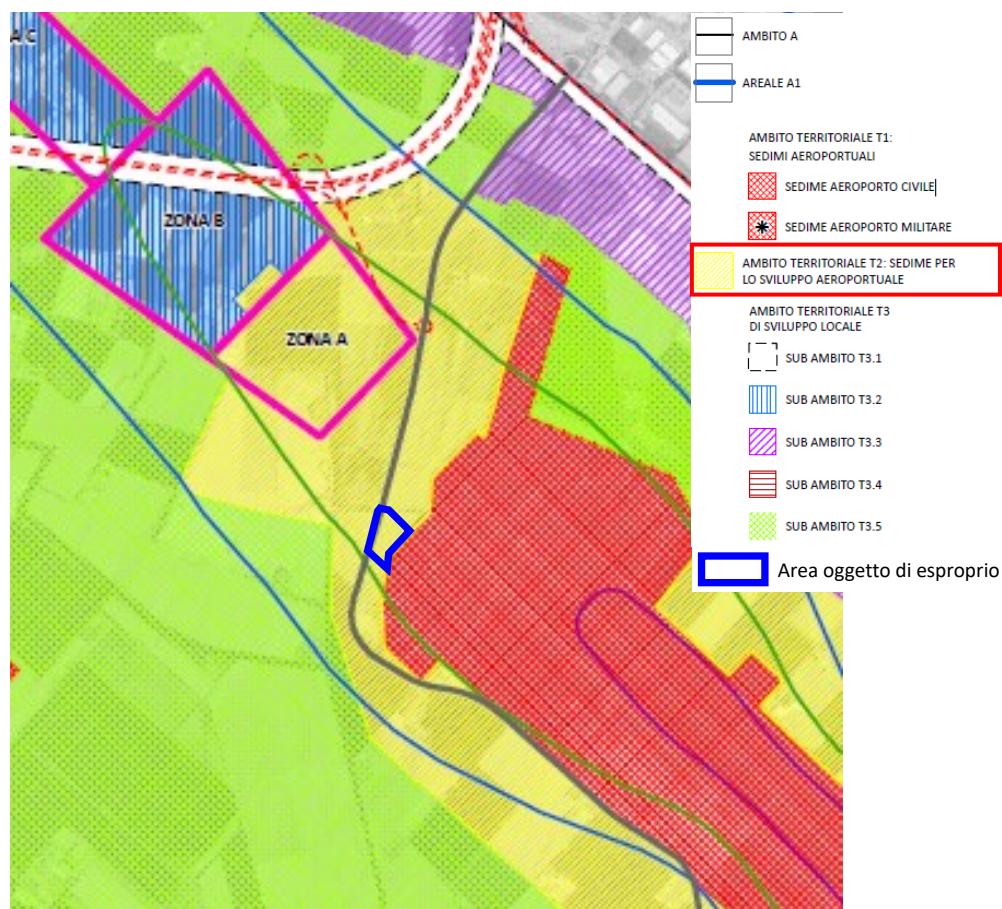 A C
ZONA B
ZONA A
AMBITO A
AREALE A1
AMBITO TERRITORIALE T1:
SEDIMI AEROPORTUALI
SEDIME AEROPORTO CIVILE
SEDIME AEROPORTO MILITARE
AMBITO TERRITORIALE T2: SEDIME PER
LO SVILUPPO AEROPORTUALE
AMBITO TERRITORIALE T3
DI SVILUPPO LOCALE
SUB AMBITO T3.1
SUB AMBITO T3.2
SUB AMBITO T3.3
SUB AMBITO T3.4
SUB AMBITO T3.5
Area oggetto di esproprio